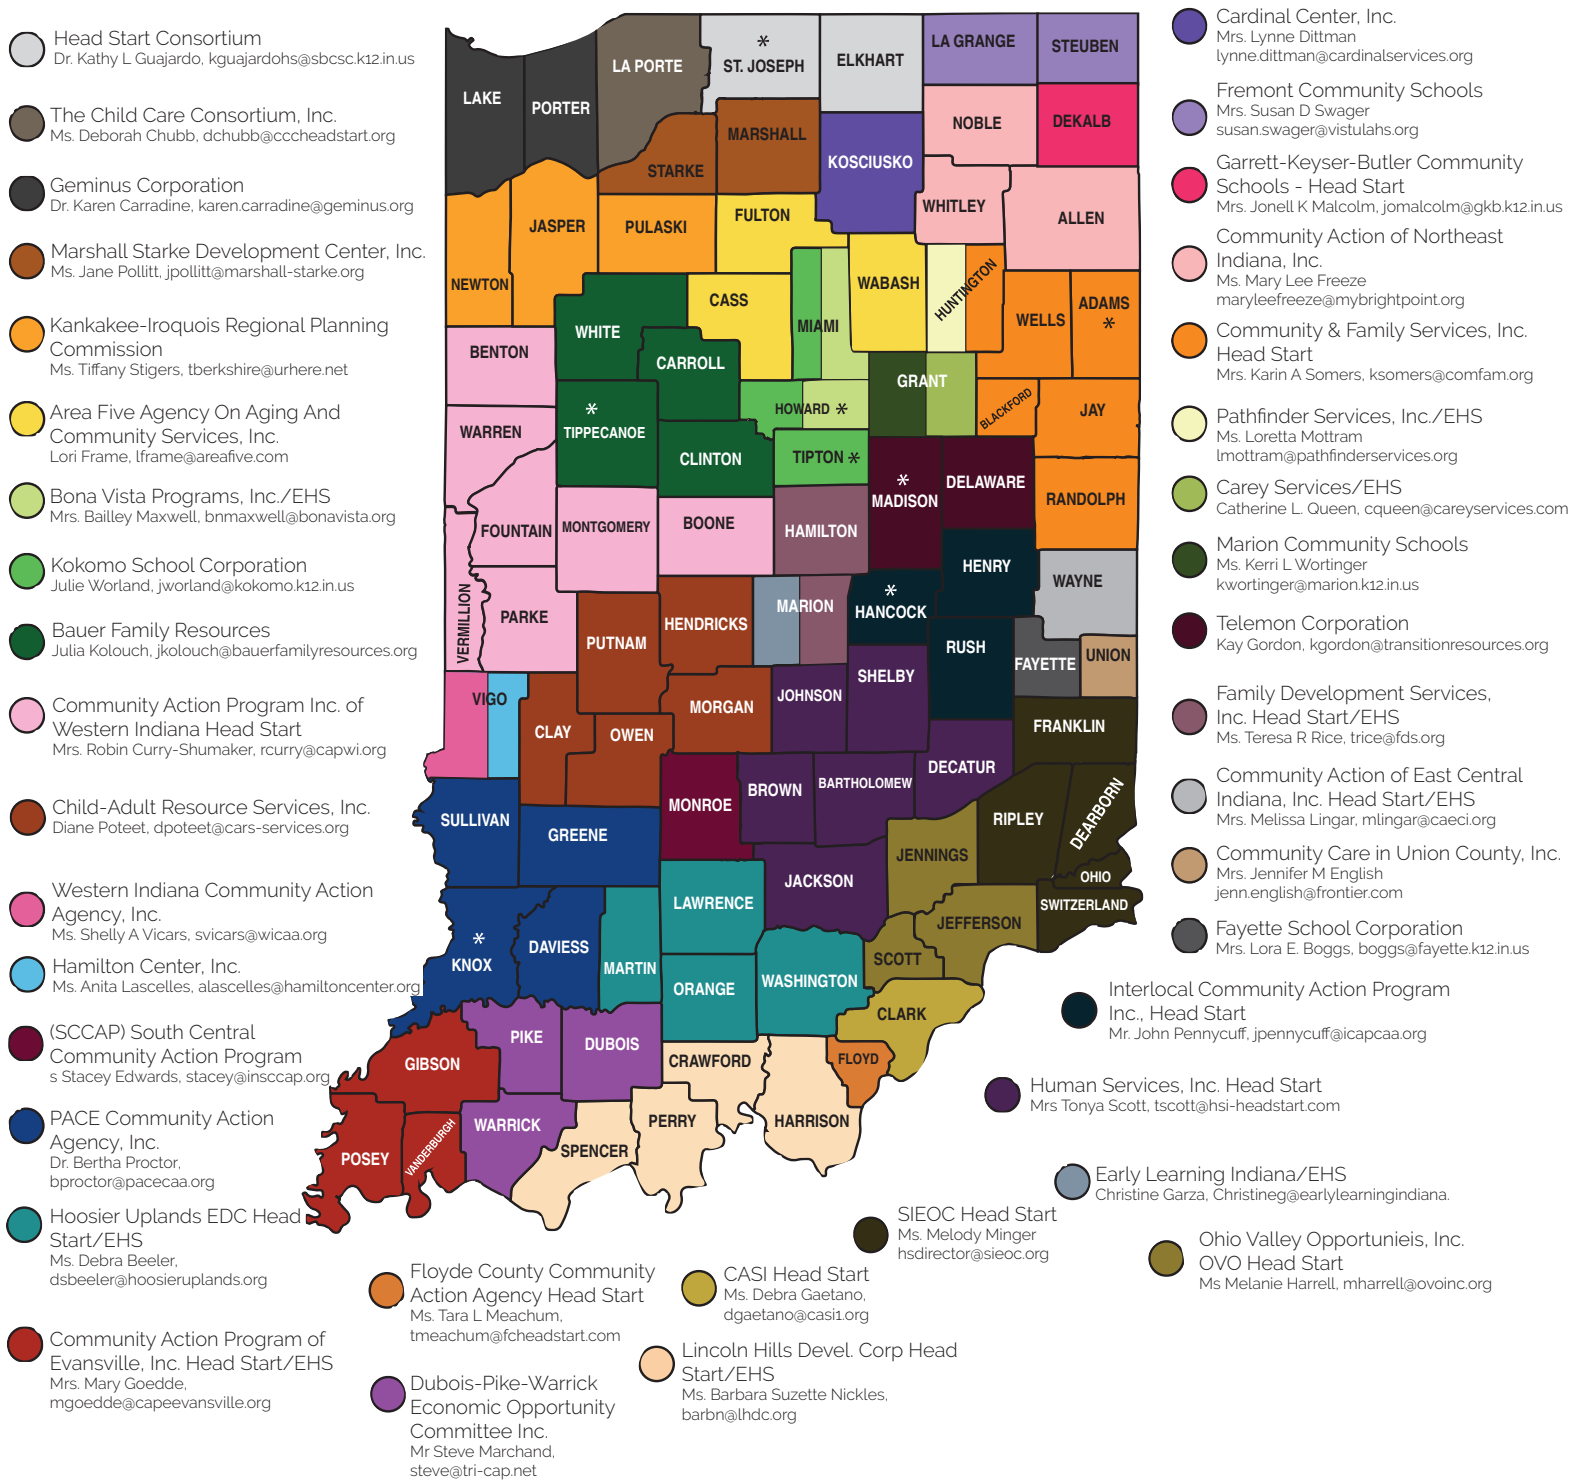 Head Start Consortium
Dr. Kathy L Guajardo, kguajardohs@sbcsc.k12.in.us
The Child Care Consortium, Inc.
Ms. Deborah Chubb, dchubb@cccheadstart.org
Geminus Corporation
Dr. Karen Carradine, karen.carradine@geminus.org
Marshall Starke Development Center, Inc.
Ms. Jane Pollitt, jpollitt@marshall-starke.org
Kankakee-Iroquois Regional Planning
Commission
Ms. Tiffany Stigers, tberkshire@urhere.net
Area Five Agency On Aging And
Community Services, Inc.
Lori Frame, lframe@areafive.com
Bona Vista Programs, Inc./EHS
Mrs. Bailley Maxwell, bnmaxwell@bonavista.org
Kokomo School Corporation
Julie Worland, jworland@kokomo.k12.in.us
Bauer Family Resources
Julia Kolouch, jkolouch@bauerfamilyresources.org
Community Action Program Inc. of
Western Indiana Head Start
Mrs. Robin Curry-Shumaker, rcurry@capwi.org
Child-Adult Resource Services, Inc.
Diane Poteet, dpoteet@cars-services.org
Western Indiana Community Action
Agency, Inc.
Ms. Shelly A Vicars, svicars@wicaa.org
Hamilton Center, Inc.
Ms. Anita Lascelles, alascelles@hamiltoncenter.org
(SCCAP) South Central
Community Action Program
s Stacey Edwards, stacey@insccap.org
PACE Community Action
Agency, Inc.
Dr. Bertha Proctor,
bproctor@pacecaa.org
Hoosier Uplands EDC Head
Start/EHS
Ms. Debra Beeler,
dsbeeler@hoosieruplands.org
Community Action Program of
Evansville, Inc. Head Start/EHS
Mrs. Mary Goedde,
mgoedde@capeevansville.org
LAKE
PORTER
LA PORTE
*
ST. JOSEPH
ELKHART
LA GRANGE
STEUBEN
STARKE
MARSHALL
KOSCIUSKO
NOBLE
DEKALB
NEWTON
JASPER
PULASKI
FULTON
WHITLEY
ALLEN
CASS
MIAMI
WABASH
HUNTINGTON
WELLS
ADAMS
*
BENTON
WHITE
CARROLL
HOWARD *
GRANT
BLACKFORD
JAY
WARREN
*
TIPPECANOE
CLINTON
TIPTON *
*
MADISON
DELAWARE
RANDOLPH
FOUNTAIN
MONTGOMERY
BOONE
HAMILTON
HENRY
WAYNE
VERMILLION
PARKE
PUTNAM
HENDRICKS
MARION
*
HANCOCK
RUSH
FAYETTE
UNION
VIGO
CLAY
OWEN
MORGAN
JOHNSON
SHELBY
FRANKLIN
SULLIVAN
GREENE
MONROE
BROWN
BARTHOLOMEW
DECATUR
RIPLEY
DEARBORN
JENNINGS
OHIO
SWITZERLAND
*
KNOX
DAVIESS
MARTIN
LAWRENCE
JACKSON
JEFFERSON
SCOTT
ORANGE
WASHINGTON
CLARK
GIBSON
PIKE
DUBOIS
CRAWFORD
FLOYD
HARRISON
POSEY
VANDERBURGH
WARRICK
SPENCER
PERRY
Cardinal Center, Inc.
Mrs. Lynne Dittman
lynne.dittman@cardinalservices.org
Fremont Community Schools
Mrs. Susan D Swager
susan.swager@vistulahs.org
Garrett-Keyser-Butler Community
Schools - Head Start
Mrs. Jonell K Malcolm, jomalcolm@gkb.k12.in.us
Community Action of Northeast
Indiana, Inc.
Ms. Mary Lee Freeze
maryleefreeze@mybrightpoint.org
Community & Family Services, Inc.
Head Start
Mrs. Karin A Somers, ksomers@comfam.org
Pathfinder Services, Inc./EHS
Ms. Loretta Mottram
lmottram@pathfinderservices.org
Carey Services/EHS
Catherine L. Queen, cqueen@careyservices.com
Marion Community Schools
Ms. Kerri L Wortinger
kwortinger@marion.k12.in.us
Telemon Corporation
Kay Gordon, kgordon@transitionresources.org
Family Development Services,
Inc. Head Start/EHS
Ms. Teresa R Rice, trice@fds.org
Community Action of East Central
Indiana, Inc. Head Start/EHS
Mrs. Melissa Lingar, mlingar@caeci.org
Community Care in Union County, Inc.
Mrs. Jennifer M English
jenn.english@frontier.com
Fayette School Corporation
Mrs. Lora E. Boggs, boggs@fayette.k12.in.us
Interlocal Community Action Program
Inc., Head Start
Mr. John Pennycuff, jpennycuff@icapcaa.org
Human Services, Inc. Head Start
Mrs Tonya Scott, tscott@hsi-headstart.com
Early Learning Indiana/EHS
Christine Garza, Christineg@earlylearningindiana.
SIEOC Head Start
Ms. Melody Minger
hsdirector@sieoc.org
Ohio Valley Opportunieis, Inc.
OVO Head Start
Ms Melanie Harrell, mharrell@ovoinc.org
Floyde County Community
Action Agency Head Start
Ms. Tara L Meachum,
tmeachum@fcheadstart.com
CASI Head Start
Ms. Debra Gaetano,
dgaetano@casi1.org
Lincoln Hills Devel. Corp Head
Start/EHS
Ms. Barbara Suzette Nickles,
barbn@lhdc.org
Dubois-Pike-Warrick
Economic Opportunity
Committee Inc.
Mr Steve Marchand,
steve@tri-cap.net